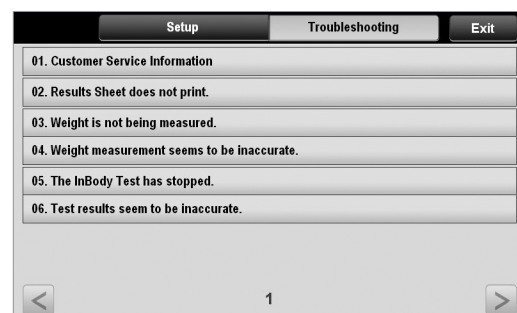 Setup Troubleshooting Exit
01. Customer Service Information
02. Results Sheet does not print.
03. Weight is not being measured.
04. Weight measurement seems to be inaccurate.
05. The InBody Test has stopped.
06. Test results seem to be inaccurate.
< 1 >